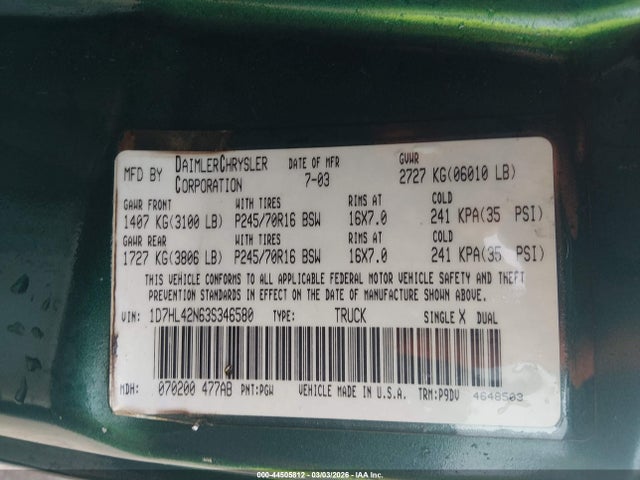 MFD BY DAIMLERCHRYSLER CORPORATION DATE OF MFR 7-03 GVWR 2727 KG(06010 LB)
GAWR FRONT WITH TIRES RIMS AT COLD
1407 KG(3100 LB) P245/70R16 BSW 16X7.0 241 KPA(35 PSI)
GAWR REAR WITH TIRES RIMS AT COLD
1727 KG(3806 LB) P245/70R16 BSW 16X7.0 241 KPA(35 PSI)
THIS VEHICLE CONFORMS TO ALL APPLICABLE FEDERAL MOTOR VEHICLE SAFETY AND THEFT
PREVENTION STANDARDS IN EFFECT ON THE DATE OF MANUFACTURE SHOWN ABOVE.
VIN: 1D7HL42N63S346580 TYPE: TRUCK SINGLE X DUAL
MDH: 070200 477AB PNT:PGW VEHICLE MADE IN U.S.A. TRM:P9DV 4648503
000-44505812 - 03/03/2026 - IAA Inc.